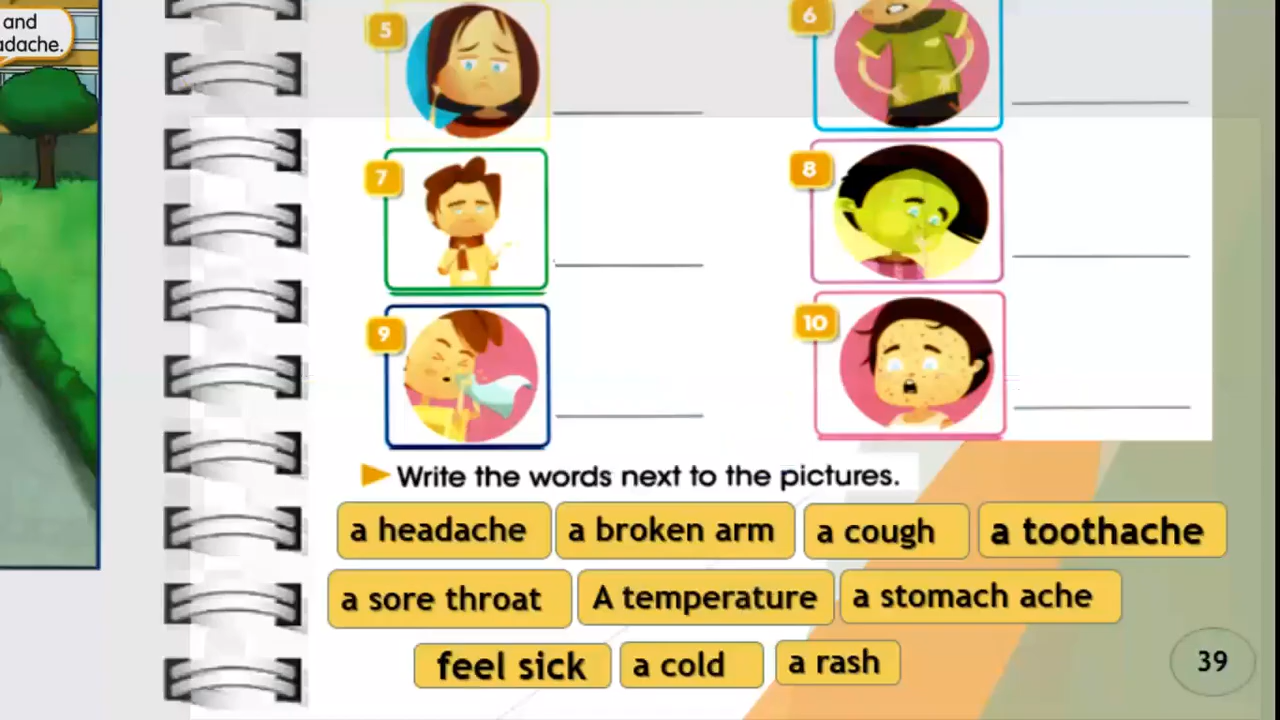 and
adache.
5
6
7
8
9
10
Write the words next to the pictures.
a headache a broken arm a cough a toothache
a sore throat A temperature a stomach ache
feel sick a cold a rash
39